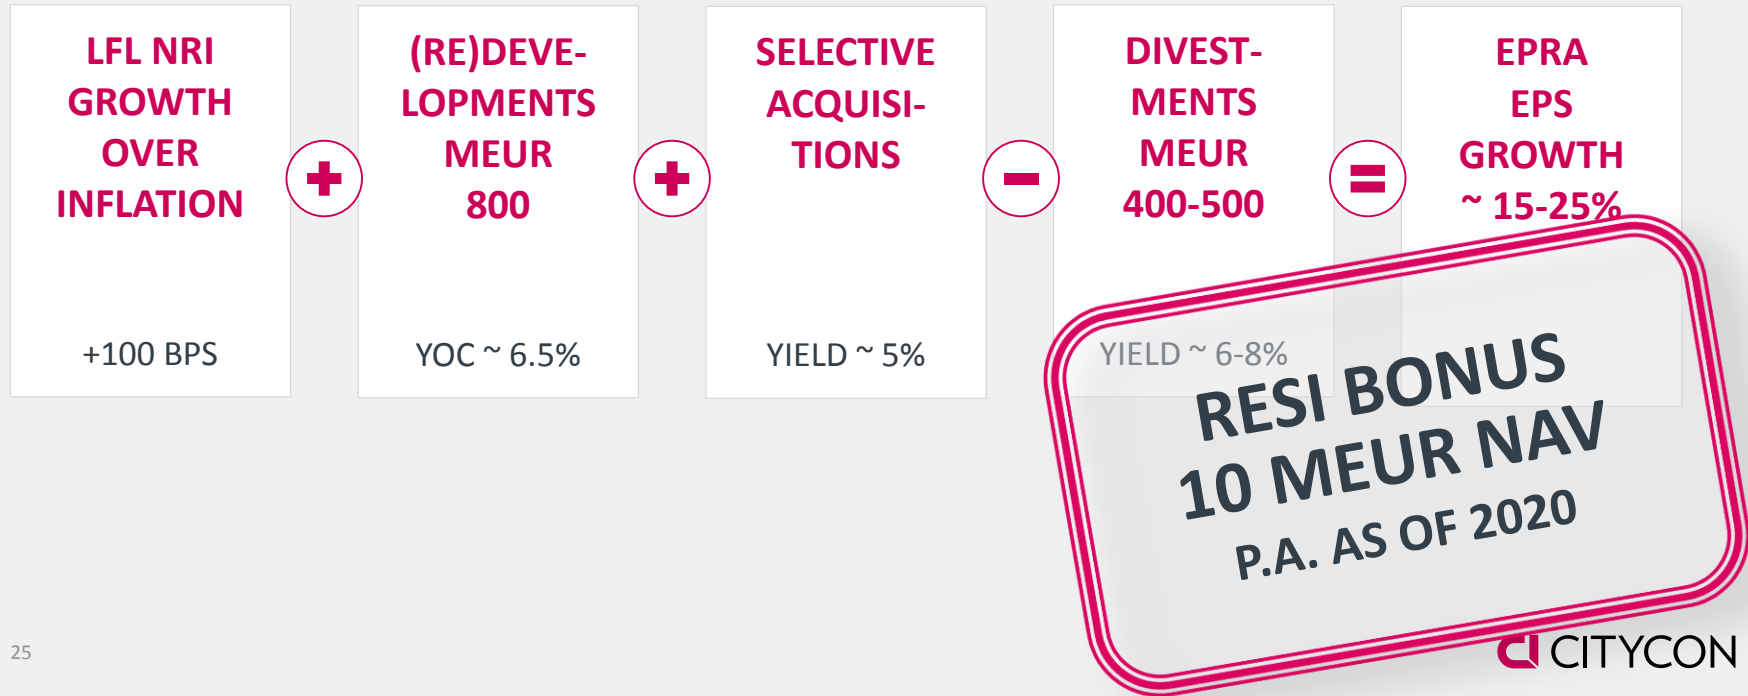 LFL NRI
GROWTH
OVER
INFLATION
+100 BPS
(RE)DEVE-
LOPMENTS
MEUR
800
YOC ~ 6.5%
SELECTIVE
ACQUISI-
TIONS
YIELD ~ 5%
DIVEST-
MENTS
MEUR
400-500
YIELD ~ 6-8%
EPRA
EPS
GROWTH
~ 15-25%
RESI BONUS
10 MEUR NAV
P.A. AS OF 2020
25
CITYCON